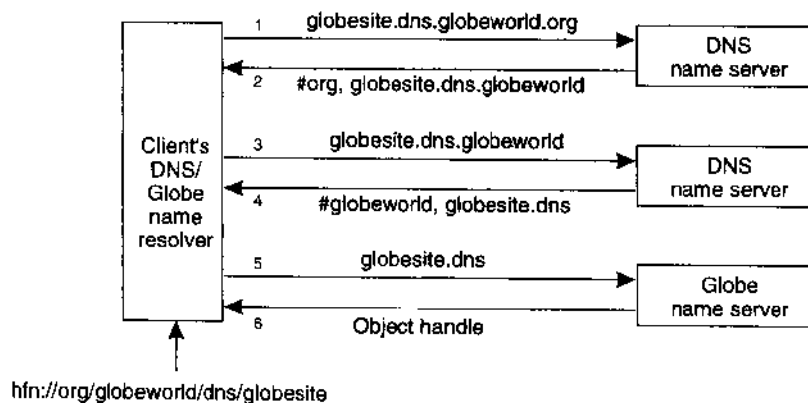 1 globesite.dns.globeworld.org
DNS
name server
2 #org, globesite.dns.globeworld
Client's
DNS/
Globe
name
resolver
3 globesite.dns.globeworld
DNS
name server
4 #globeworld, globesite.dns
5 globesite.dns
Globe
name server
6 Object handle
hfn://org/globeworld/dns/globesite